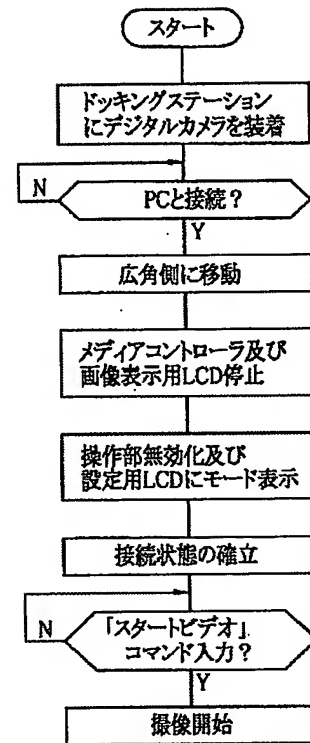 スタート
ドッキングステーション
にデジタルカメラを装着
N
PCと接続？
Y
広角側に移動
メディアコントローラ及び
画像表示用LCD停止
操作部無効化及び
設定用LCDにモード表示
接続状態の確立
N
「スタートビデオ」
コマンド入力？
Y
撮像開始